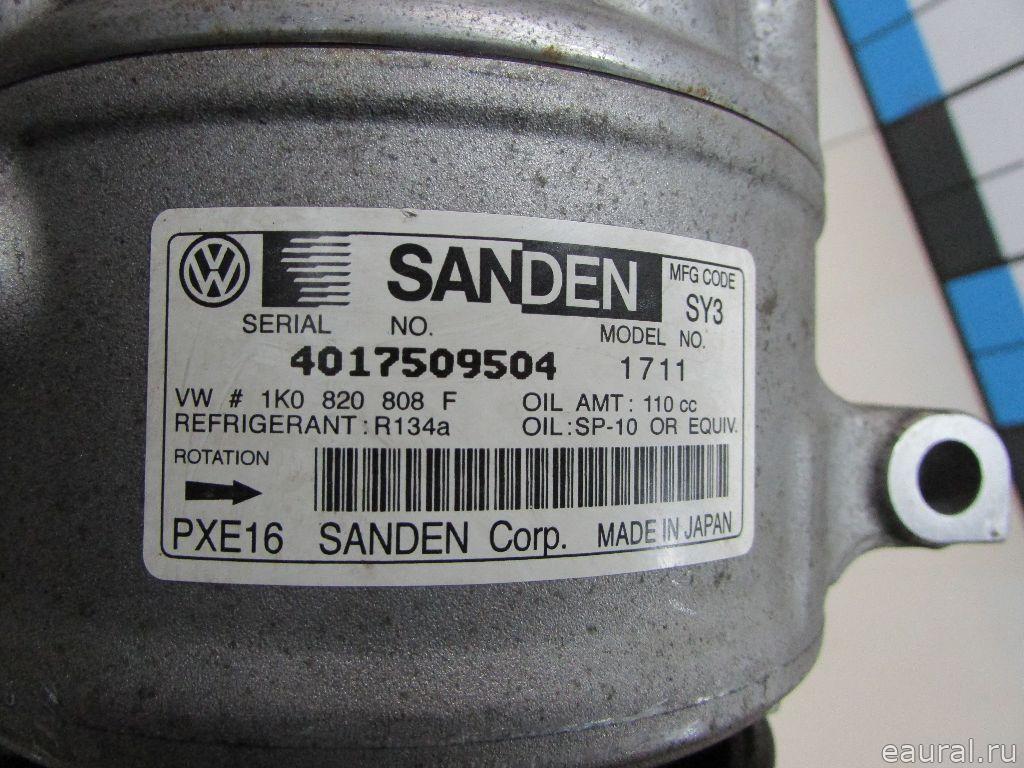 SANDEN
MFG CODE
SY3
SERIAL NO.
MODEL NO.
4017509504 1711
VW # 1K0 820 808 F OIL AMT: 110 cc
REFRIGERANT: R134a OIL:SP-10 OR EQUIV.
ROTATION
PXE16 SANDEN Corp. MADE IN JAPAN
eaural.ru